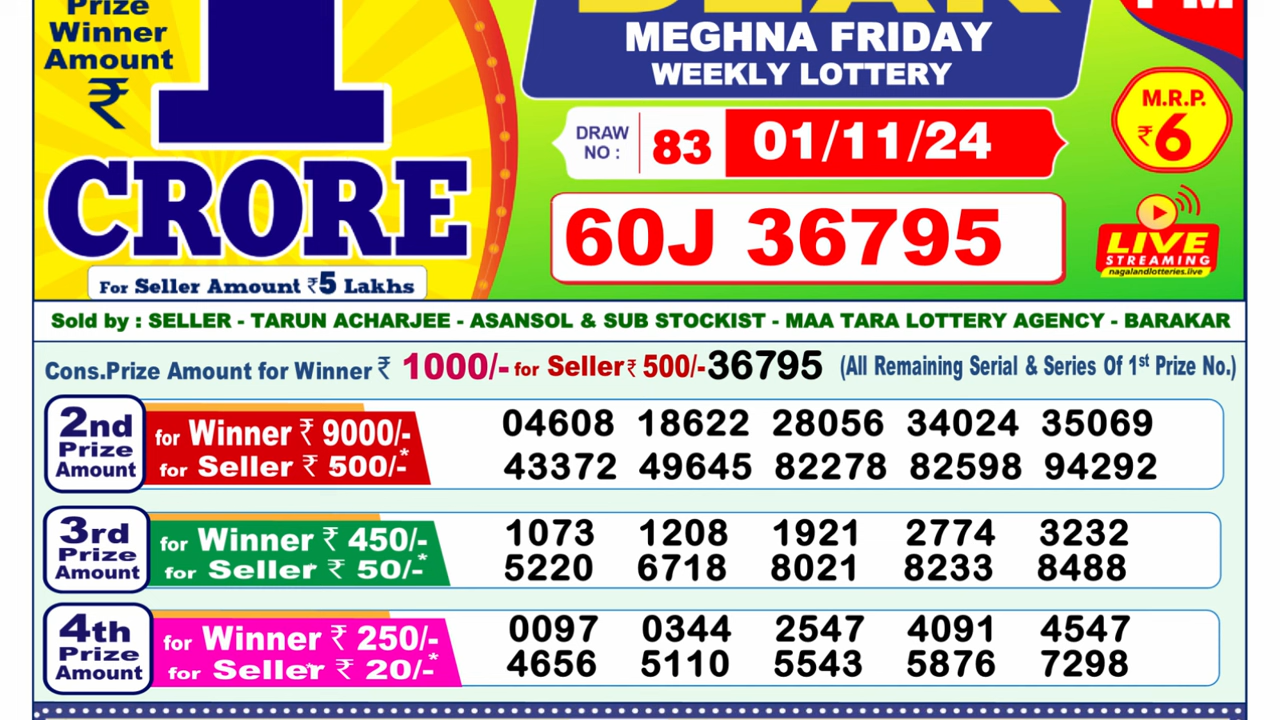 Prize
Winner
Amount
₹
1
CRORE
For Seller Amount ₹5 Lakhs
DEAR
MEGHNA FRIDAY
WEEKLY LOTTERY
PM
DRAW NO : 83 01/11/24
M.R.P.
₹6
60J 36795
LIVE
STREAMING
nagalandlotteries.live
Sold by : SELLER - TARUN ACHARJEE - ASANSOL & SUB STOCKIST - MAA TARA LOTTERY AGENCY - BARAKAR
Cons.Prize Amount for Winner ₹ 1000/- for Seller ₹ 500/- 36795 (All Remaining Serial & Series Of 1st Prize No.)
2nd Prize Amount
for Winner ₹ 9000/-
for Seller ₹ 500/-*
04608 18622 28056 34024 35069
43372 49645 82278 82598 94292
3rd Prize Amount
for Winner ₹ 450/-
for Seller ₹ 50/-*
1073 1208 1921 2774 3232
5220 6718 8021 8233 8488
4th Prize Amount
for Winner ₹ 250/-
for Seller ₹ 20/-*
0097 0344 2547 4091 4547
4656 5110 5543 5876 7298